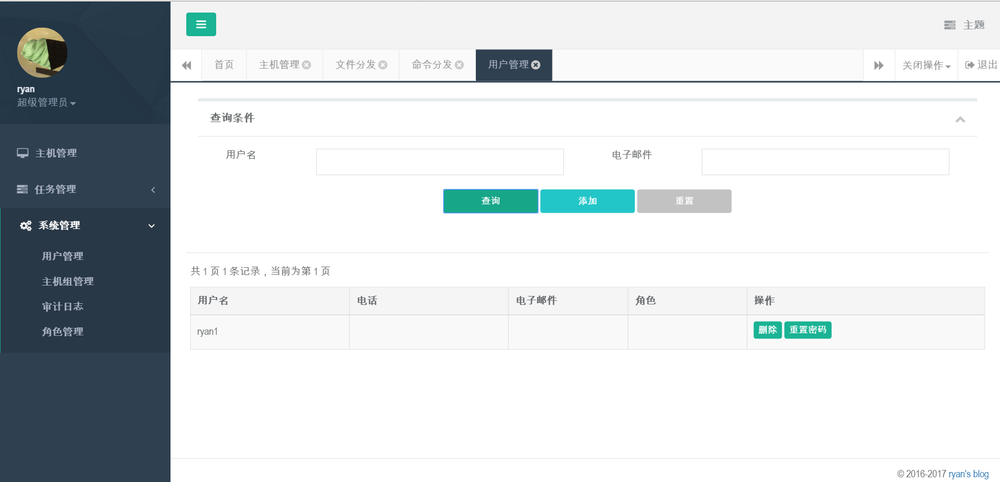 ryan
超级管理员
主机管理
任务管理
系统管理
用户管理
主机组管理
审计日志
角色管理
主题
首页 主机管理 文件分发 命令分发 用户管理 关闭操作 退出
查询条件
用户名 电子邮件
查询 添加 重置
共 1 页 1 条记录，当前为第 1 页
用户名 电话 电子邮件 角色 操作
ryan1 删除 重置密码
© 2016-2017 ryan's blog